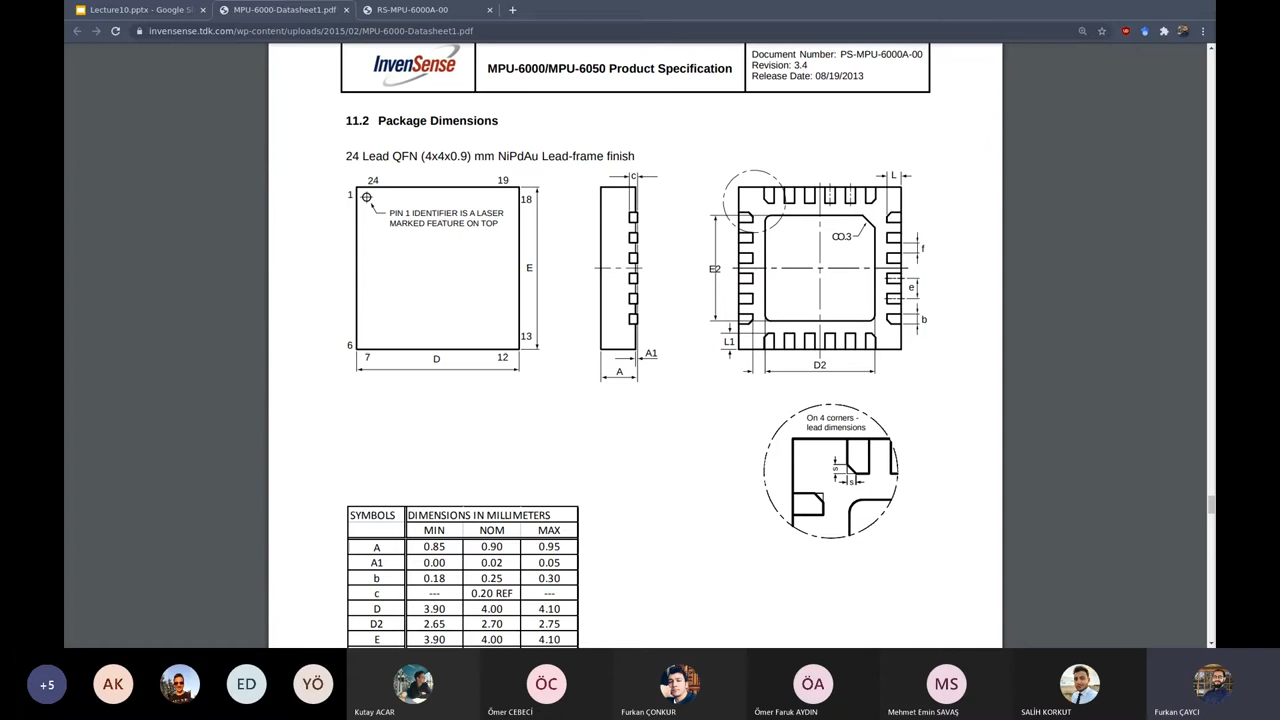 Lecture10.pptx - Google Sl
MPU-6000-Datasheet1.pdf
RS-MPU-6000A-00
invensense.tdk.com/wp-content/uploads/2015/02/MPU-6000-Datasheet1.pdf
InvenSense
MPU-6000/MPU-6050 Product Specification
Document Number: PS-MPU-6000A-00
Revision: 3.4
Release Date: 08/19/2013
11.2 Package Dimensions
24 Lead QFN (4x4x0.9) mm NiPdAu Lead-frame finish
24 19
1 18
PIN 1 IDENTIFIER IS A LASER
MARKED FEATURE ON TOP
E
6 13
7 D 12
c
A1
A
L
CO.3
f
E2
e
b
L1
D2
On 4 corners -
lead dimensions
s
s
SYMBOLS DIMENSIONS IN MILLIMETERS
MIN NOM MAX
A 0.85 0.90 0.95
A1 0.00 0.02 0.05
b 0.18 0.25 0.30
c --- 0.20 REF ---
D 3.90 4.00 4.10
D2 2.65 2.70 2.75
E 3.90 4.00 4.10
+5 AK ED YÖ ÖC ÖA MS
Kutay ACAR Ömer CEBECİ Furkan ÇONKUR Ömer Faruk AYDIN Mehmet Emin SAVAŞ SALİH KORKUT Furkan ÇAYCI